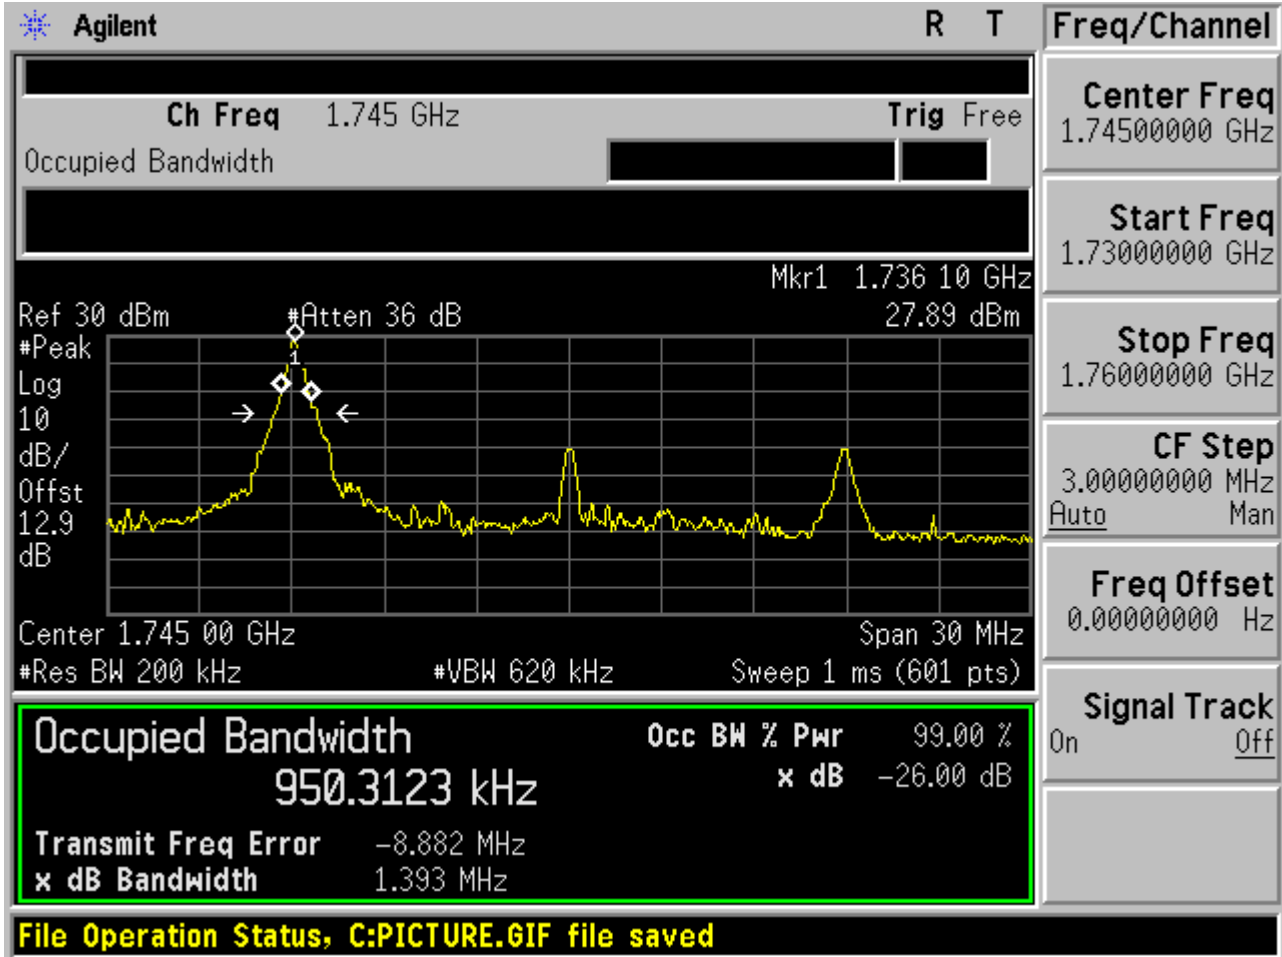 Agilent R T
Ch Freq 1.745 GHz Trig Free
Occupied Bandwidth
Mkr1 1.736 10 GHz
Ref 30 dBm #Atten 36 dB 27.89 dBm
#Peak
1
Log
10
dB/
Offst
12.9
dB
Center 1.745 00 GHz Span 30 MHz
#Res BW 200 kHz #VBW 620 kHz Sweep 1 ms (601 pts)
Occupied Bandwidth Occ BW % Pwr 99.00 %
950.3123 kHz x dB -26.00 dB
Transmit Freq Error -8.882 MHz
x dB Bandwidth 1.393 MHz
File Operation Status, C:PICTURE.GIF file saved
Freq/Channel
Center Freq
1.74500000 GHz
Start Freq
1.73000000 GHz
Stop Freq
1.76000000 GHz
CF Step
3.00000000 MHz
Auto Man
Freq Offset
0.00000000 Hz
Signal Track
On Off